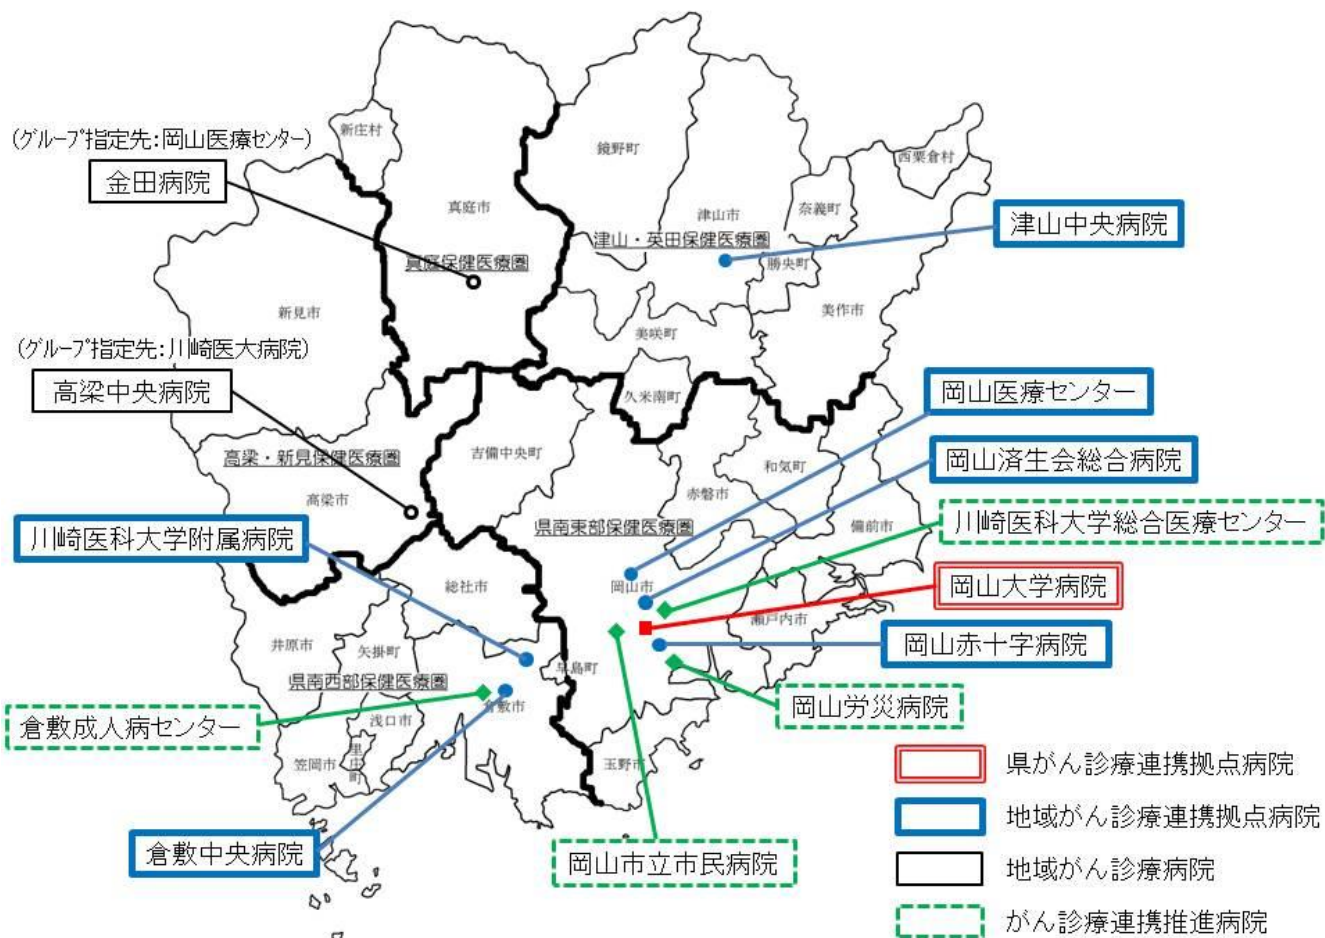 新庄村
鏡野町
西粟倉村
(グループ指定先:岡山医療センター)
金田病院
真庭市
津山市
奈義町
津山中央病院
津山・英田保健医療圏
真庭保健医療圏
勝央町
新見市
美作市
美咲町
(グループ指定先:川崎医大病院)
高梁中央病院
久米南町
岡山医療センター
吉備中央町
高梁・新見保健医療圏
和気町
岡山済生会総合病院
高梁市
赤磐市
県南東部保健医療圏
備前市
川崎医科大学総合医療センター
川崎医科大学附属病院
総社市
岡山市
岡山大学病院
瀬戸内市
井原市
矢掛町
早島町
岡山赤十字病院
県南西部保健医療圏
倉敷市
岡山労災病院
倉敷成人病センター
浅口市
里庄町
笠岡市
玉野市
県がん診療連携拠点病院
地域がん診療連携拠点病院
倉敷中央病院
岡山市立市民病院
地域がん診療病院
がん診療連携推進病院